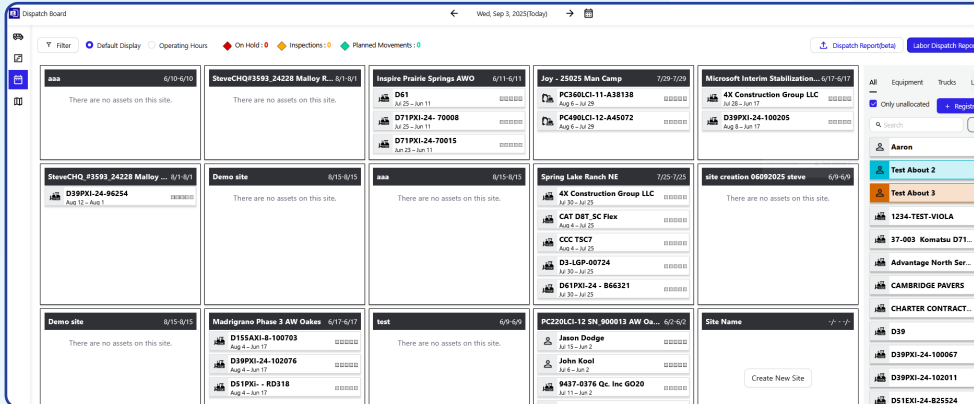 Dispatch Board
Wed, Sep 3, 2025(Today)
Filter
Default Display
Operating Hours
On Hold : 0
Inspections : 0
Planned Movements : 0
Dispatch Report(beta)
Labor Dispatch Repor
aaa 6/10-6/10
There are no assets on this site.
SteveCHQ#3593_24228 Malloy R... 8/1-8/1
There are no assets on this site.
Inspire Prairie Springs AWO 6/11-6/11
D61
Jul 25 – Jun 11
D71PXI-24- 70008
Jul 25 – Jun 11
D71PXI-24-70015
Jun 23 – Jun 11
Joy - 25025 Man Camp 7/29-7/29
PC360LCI-11-A38138
Aug 6 – Jul 29
PC490LCI-12-A45072
Aug 6 – Jul 29
Microsoft Interim Stabilization... 6/17-6/17
4X Construction Group LLC
Jul 28 – Jun 17
D39PXI-24-100205
Aug 8 – Jun 17
SteveCHQ_#3593_24228 Malloy ... 8/1-8/1
D39PXI-24-96254
Aug 12 – Aug 1
Demo site 8/15-8/15
There are no assets on this site.
aaa 8/15-8/15
There are no assets on this site.
Spring Lake Ranch NE 7/25-7/25
4X Construction Group LLC
Jul 30 – Jul 25
CAT D8T_SC Flex
Aug 4 – Jul 25
CCC TSC7
Aug 4 – Jul 25
D3-LGP-00724
Jul 30 – Jul 25
D61PXI-24 - B66321
Jul 30 – Jul 25
site creation 06092025 steve 6/9-6/9
There are no assets on this site.
Demo site 8/15-8/15
There are no assets on this site.
Madrigrano Phase 3 AW Oakes 6/17-6/17
D155AXI-8-100703
Aug 4 – Jun 17
D39PXI-24-102076
Aug 4 – Jun 17
D51PXi- - RD318
Aug 4 – Jun 17
test 6/9-6/9
There are no assets on this site.
PC220LCI-12 SN_900013 AW Oa... 6/2-6/2
Jason Dodge
Jul 15 – Jun 2
John Kool
Jul 6 – Jun 2
9437-0376 Qc. Inc GO20
Jul 11 – Jun 2
Site Name -/- - -/-
Create New Site
All Equipment Trucks L
Only unallocated
+ Registr
Search
Aaron
Test About 2
Test About 3
1234-TEST-VIOLA
37-003 Komatsu D71...
Advantage North Ser...
CAMBRIDGE PAVERS
CHARTER CONTRACT...
D39
D39PXI-24-100067
D39PXI-24-102011
D51EXI-24-B25524